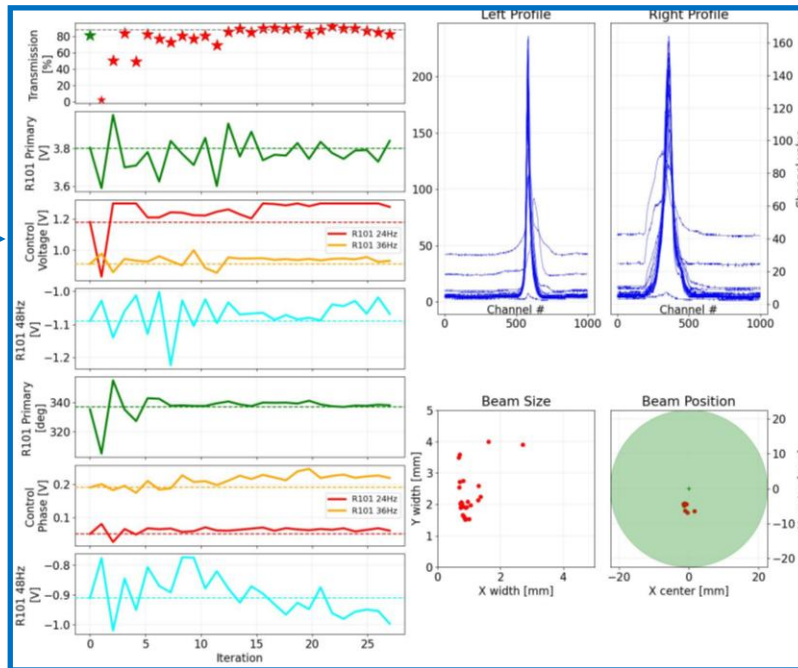 Left Profile
Right Profile
Transmission
[%]
80
60
40
20
0
R101 Primary
[V]
4.0
3.8
3.6
Control
Voltage [V]
1.2
1.0
R101 24Hz
R101 36Hz
R101 48Hz
[V]
−1.0
−1.1
−1.2
R101 Primary
[deg]
340
320
Control
Phase [V]
0.2
0.1
R101 24Hz
R101 36Hz
R101 48Hz
[V]
−0.8
−0.9
−1.0
0 5 10 15 20 25
Iteration
200
150
100
50
0
0 500 1000
Channel #
160
140
120
100
80
60
40
20
0
0 500 1000
Channel #
Beam Size
Y width [mm]
5
4
3
2
1
0
0 2 4
X width [mm]
Beam Position
20
10
0
−10
−20 0 20
X center [mm]